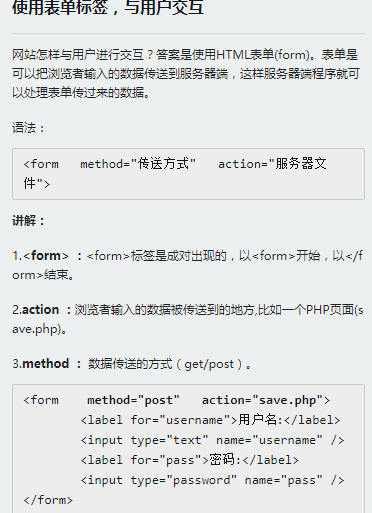 使用表单标签，与用户交互
网站怎样与用户进行交互？答案是使用HTML表单(form)。表单是
可以把浏览者输入的数据传送到服务器端，这样服务器端程序就可
以处理表单传过来的数据。
语法：
<form   method="传送方式"   action="服务器文
件">
讲解：
1.<form> ：<form>标签是成对出现的，以<form>开始，以</f
orm>结束。
2.action ：浏览者输入的数据被传送到的地方,比如一个PHP页面(s
ave.php)。
3.method ： 数据传送的方式（get/post）。
<form    method="post"   action="save.php">
        <label for="username">用户名:</label>
        <input type="text" name="username" />
        <label for="pass">密码:</label>
        <input type="password" name="pass" />
</form>